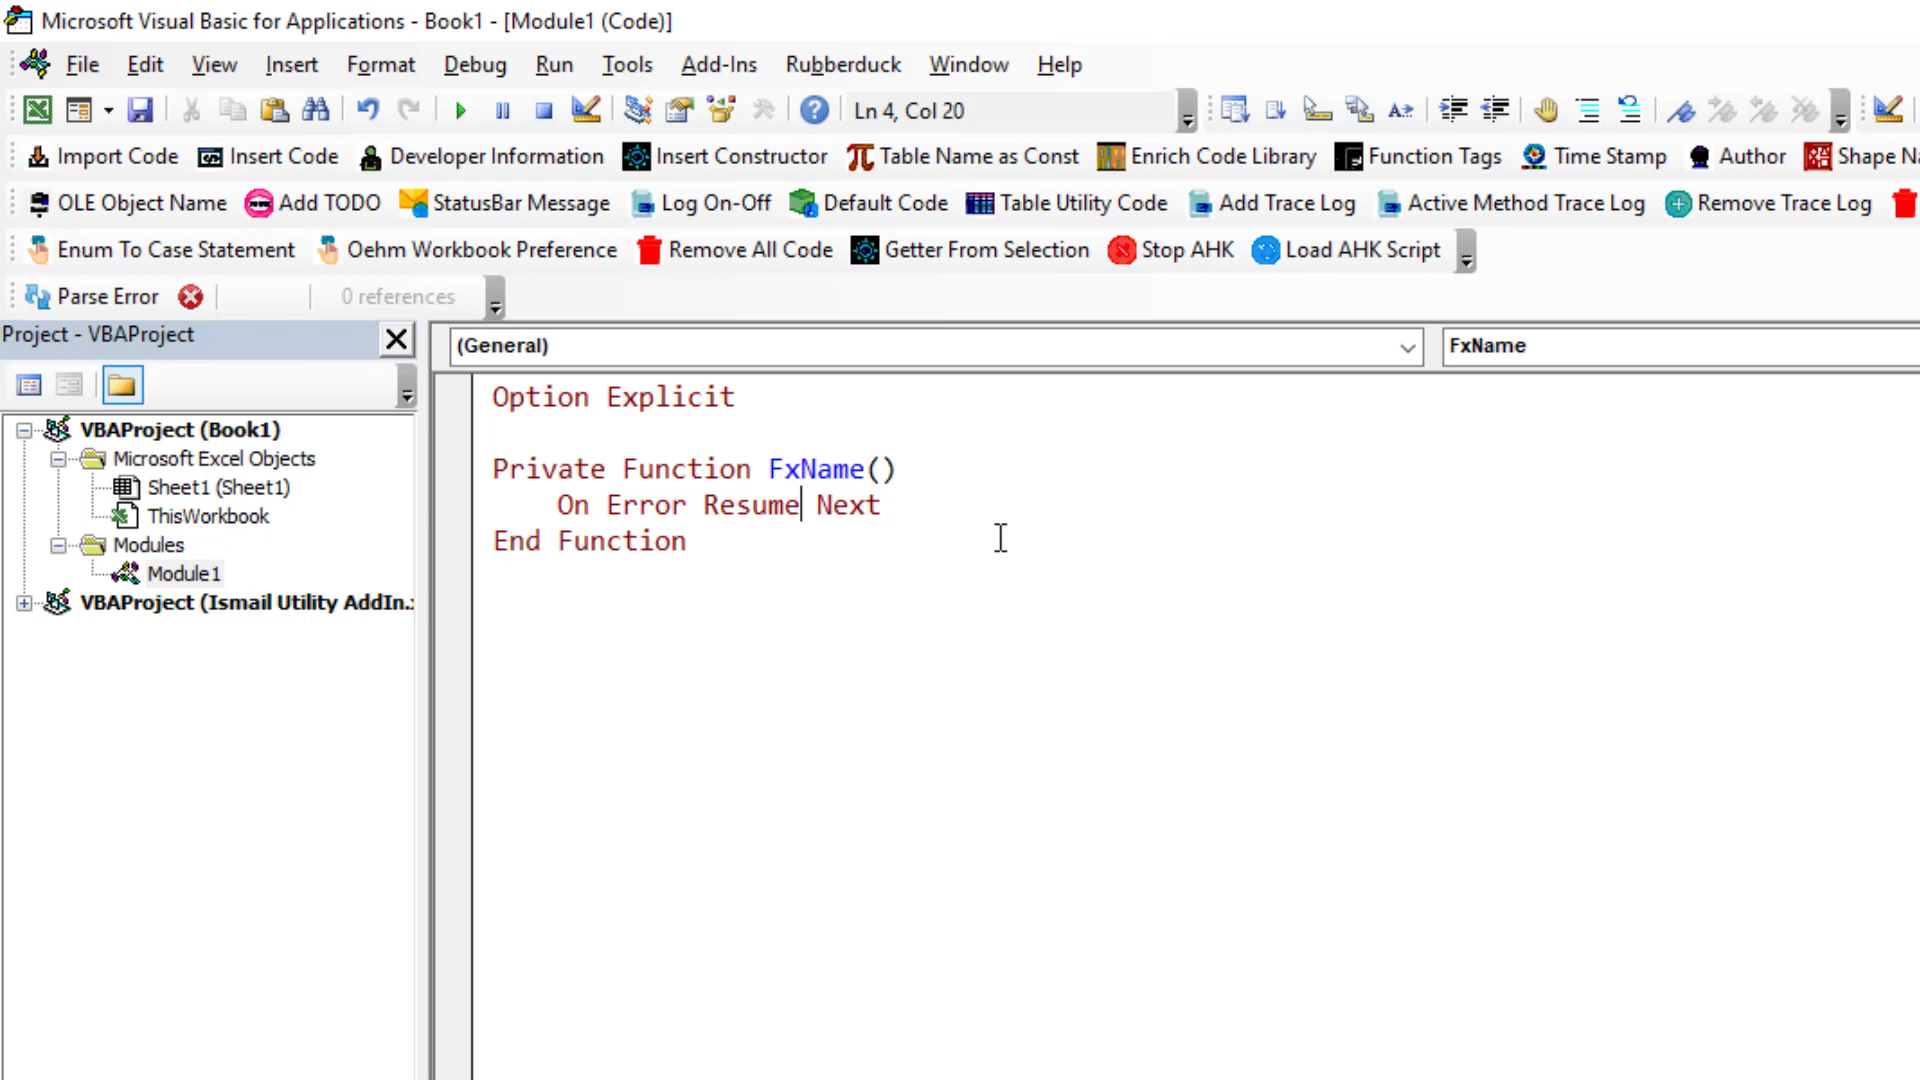 Microsoft Visual Basic for Applications - Book1 - [Module1 (Code)]
File Edit View Insert Format Debug Run Tools Add-Ins Rubberduck Window Help
Ln 4, Col 20
Import Code Insert Code Developer Information Insert Constructor Table Name as Const Enrich Code Library Function Tags Time Stamp Author Shape Na
OLE Object Name Add TODO StatusBar Message Log On-Off Default Code Table Utility Code Add Trace Log Active Method Trace Log Remove Trace Log
Enum To Case Statement Oehm Workbook Preference Remove All Code Getter From Selection Stop AHK Load AHK Script
Parse Error 0 references
Project - VBAProject
(General) FxName
VBAProject (Book1)
Microsoft Excel Objects
Sheet1 (Sheet1)
ThisWorkbook
Modules
Module1
VBAProject (Ismail Utility AddIn.
Option Explicit
Private Function FxName()
On Error Resume Next
End Function